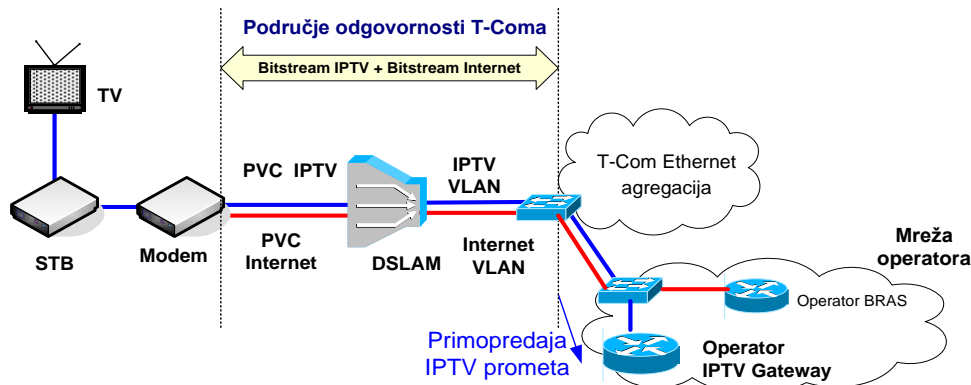 Područje odgovornosti T-Coma
Bitstream IPTV + Bitstream Internet
TV
PVC IPTV
IPTV
VLAN
T-Com Ethernet
agregacija
STB
Modem
PVC
Internet
DSLAM
Internet
VLAN
Mreža
operatora
Operator BRAS
Primopredaja
IPTV prometa
Operator
IPTV Gateway